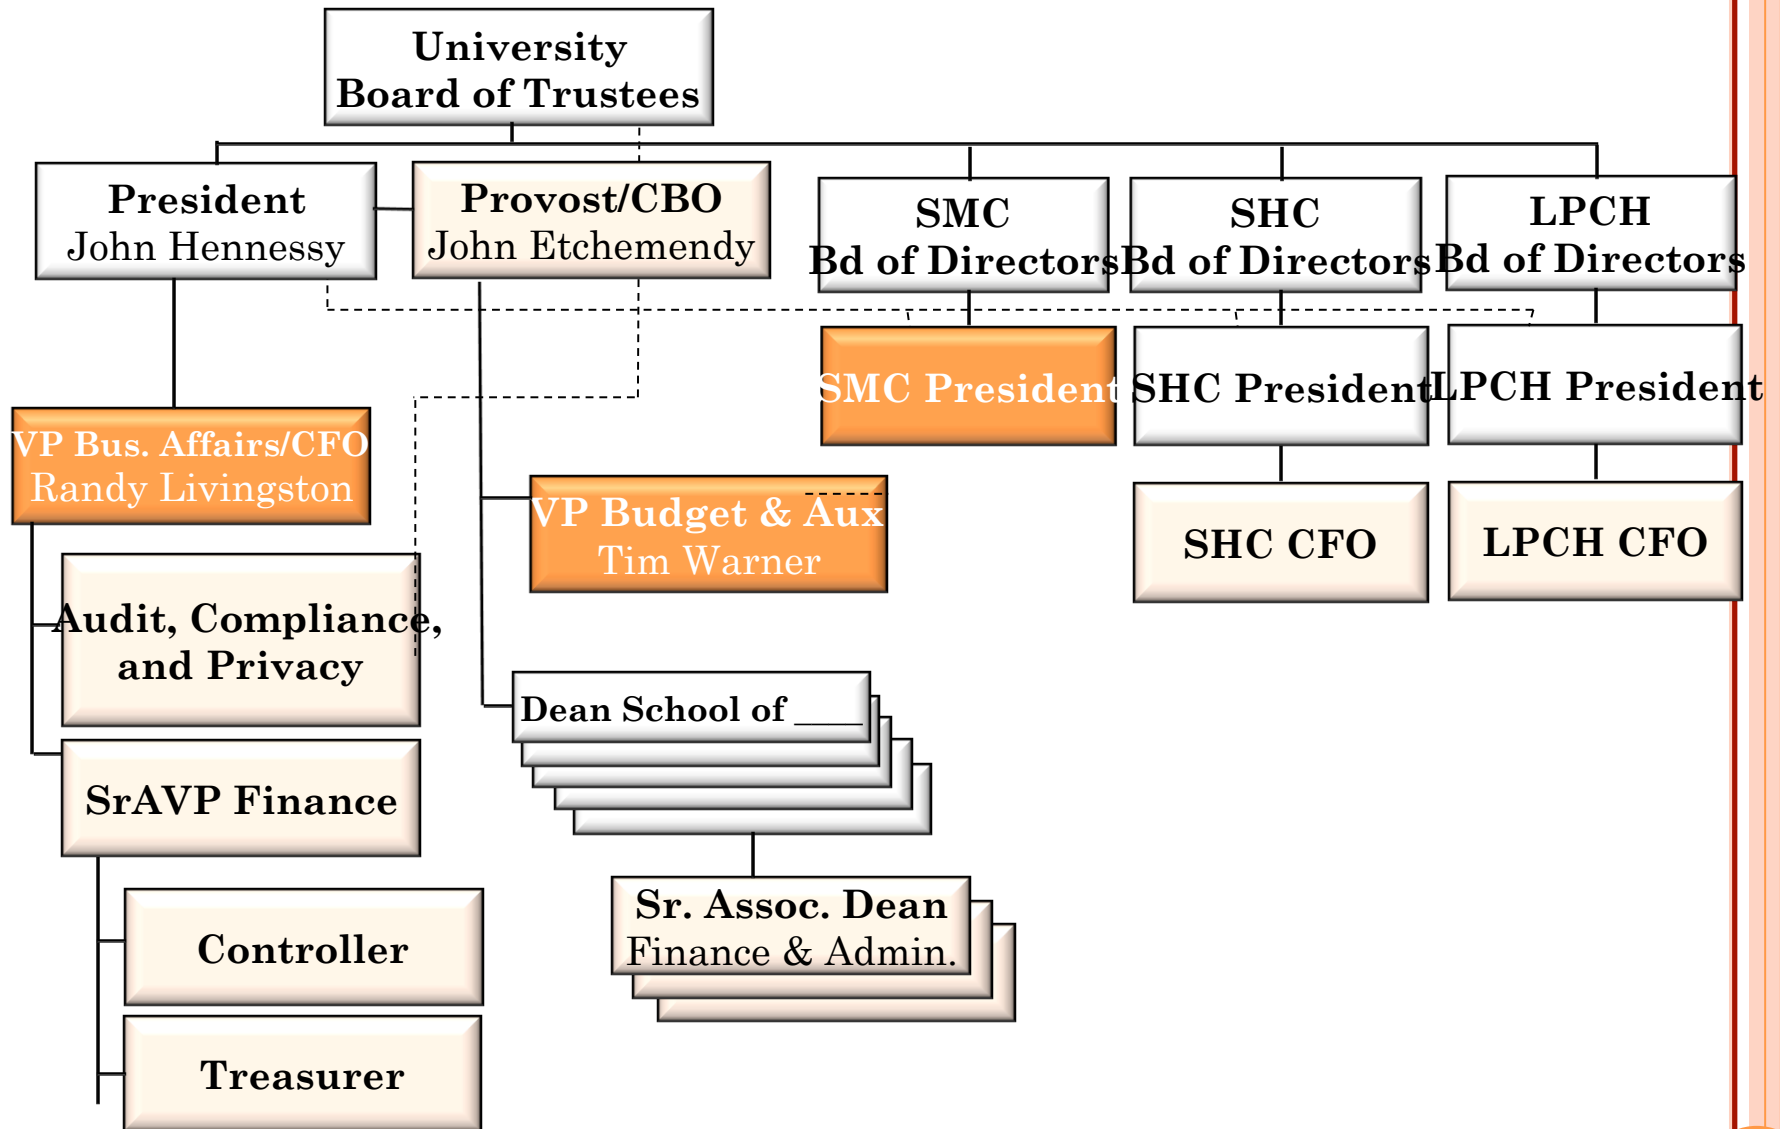 University
Board of Trustees
President
John Hennessy
Provost/CBO
John Etchemendy
SMC
Bd of Directors
SHC
Bd of Directors
LPCH
Bd of Directors
SMC President
SHC President
LPCH President
VP Bus. Affairs/CFO
Randy Livingston
VP Budget & Aux
Tim Warner
SHC CFO
LPCH CFO
Audit, Compliance,
and Privacy
Dean School of ____
SrAVP Finance
Sr. Assoc. Dean
Finance & Admin.
Controller
Treasurer